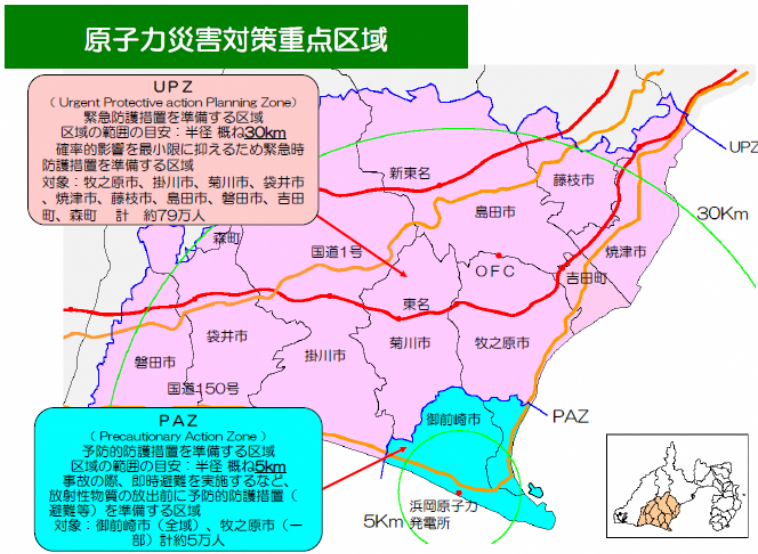 原子力災害対策重点区域
UPZ
( Urgent Protective action Planning Zone)
緊急防護措置を準備する区域
区域の範囲の目安：半径 概ね30km
確率的影響を最小限に抑えるため緊急時
防護措置を準備する区域
対象：牧之原市、掛川市、菊川市、袋井市
、焼津市、藤枝市、島田市、磐田市、吉田
町、森町　計　約79万人
UPZ
新東名
藤枝市
島田市
30Km
焼津市
森町
国道1号
OFC
吉田町
東名
袋井市
菊川市
牧之原市
掛川市
磐田市
国道150号
PAZ
( Precautionary Action Zone )
予防的防護措置を準備する区域
区域の範囲の目安：半径 概ね5km
事故の際、即時避難を実施するなど、
放射性物質の放出前に予防的防護措置（
避難等）を準備する区域
対象：御前崎市（全域）、牧之原市（一
部）計約5万人
御前崎市
PAZ
浜岡原子力
発電所
5Km